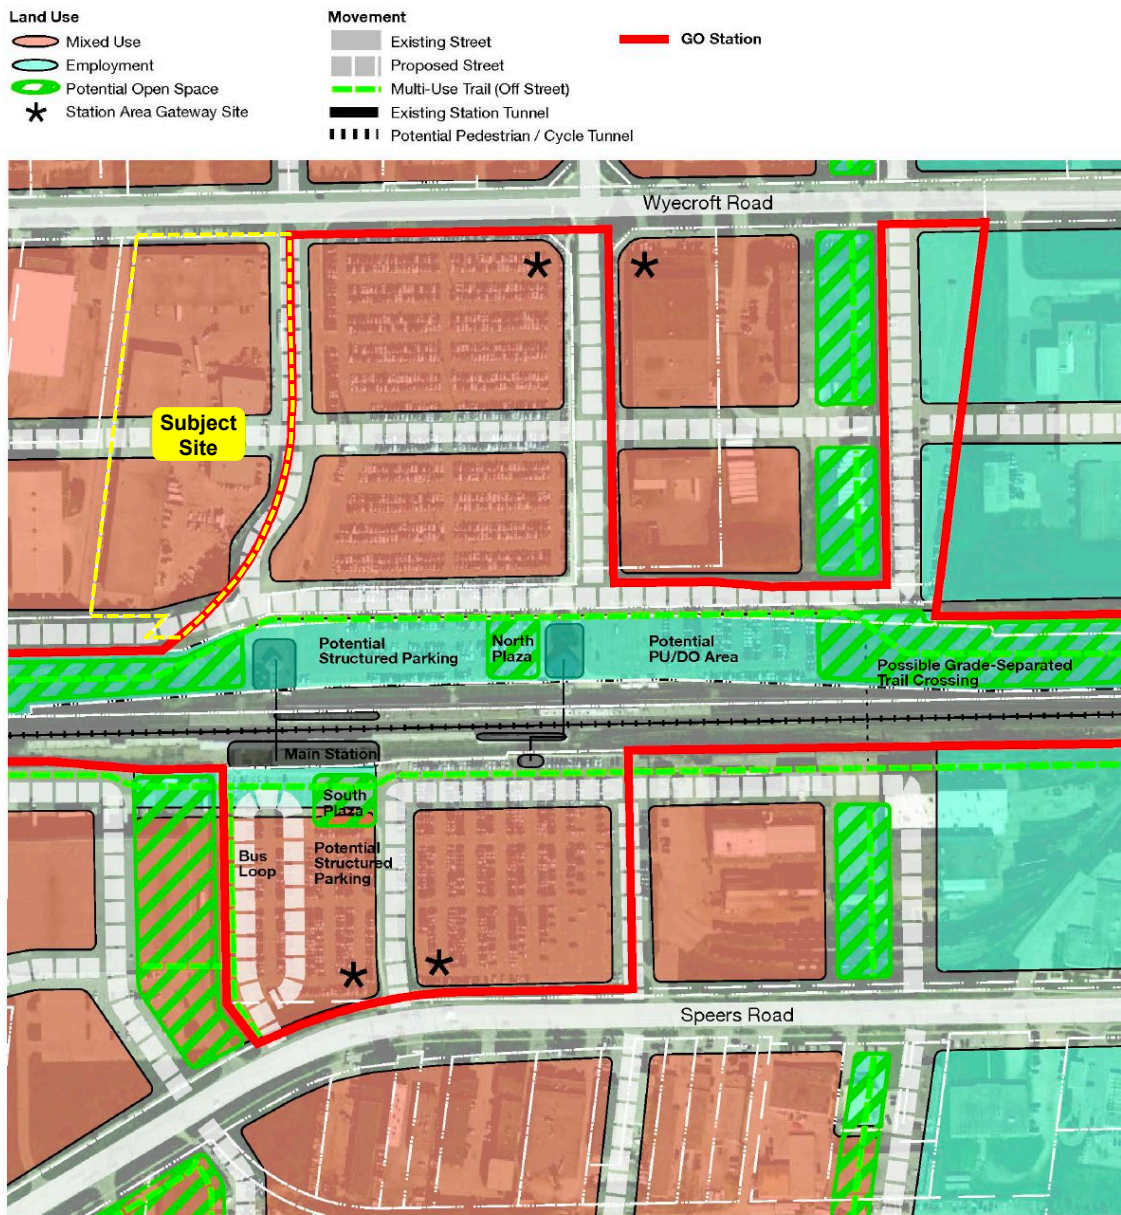 Land Use
Mixed Use
Employment
Potential Open Space
Station Area Gateway Site
Movement
Existing Street
Proposed Street
Multi-Use Trail (Off Street)
Existing Station Tunnel
Potential Pedestrian / Cycle Tunnel
GO Station
Wyecroft Road
Subject
Site
Potential
Structured Parking
North
Plaza
Potential
PU/DO Area
Possible Grade-Separated
Trail Crossing
Main Station
South
Plaza
Bus
Loop
Potential
Structured
Parking
Speers Road